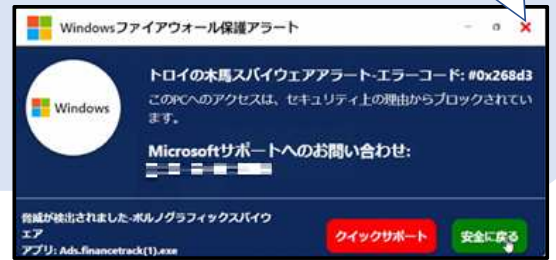 Windowsファイアウォール保護アラート
トロイの木馬スパイウェアアラート-エラーコード: #0x268d3
このPCへのアクセスは、セキュリティ上の理由からブロックされてい
ます。
Windows
Microsoftサポートへのお問い合わせ:
脅威が検出されました-ポルノグラフィックスパイウ
ェア
アプリ: Ads.financetrack(1).exe
クイックサポート
安全に戻る